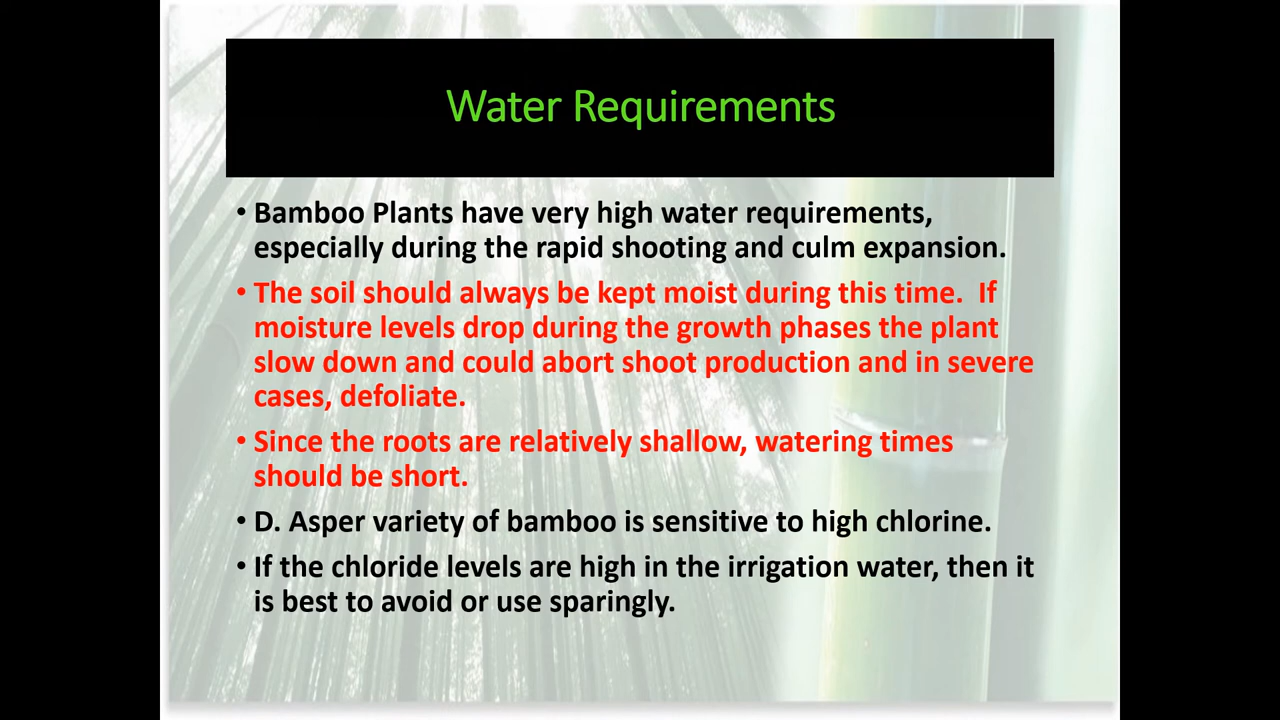 Water Requirements
• Bamboo Plants have very high water requirements,
especially during the rapid shooting and culm expansion.
• The soil should always be kept moist during this time.  If
moisture levels drop during the growth phases the plant
slow down and could abort shoot production and in severe
cases, defoliate.
• Since the roots are relatively shallow, watering times
should be short.
• D. Asper variety of bamboo is sensitive to high chlorine.
• If the chloride levels are high in the irrigation water, then it
is best to avoid or use sparingly.